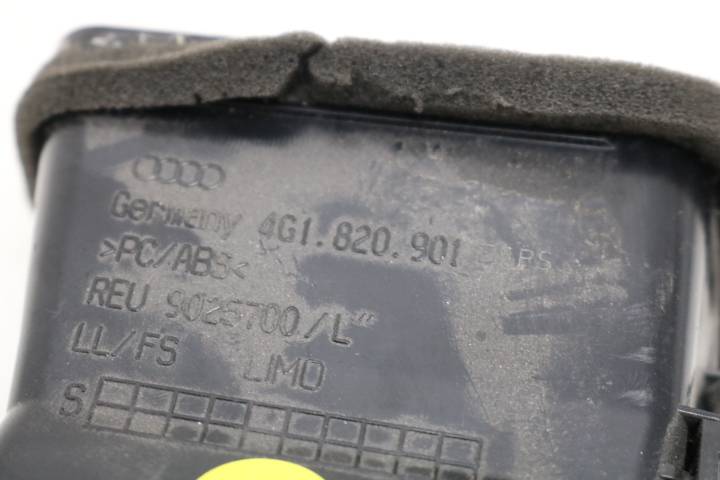 Germany 4G1.820.901
>PC/ABS<
REU 9025700/L"
LL/FS LIMO
S